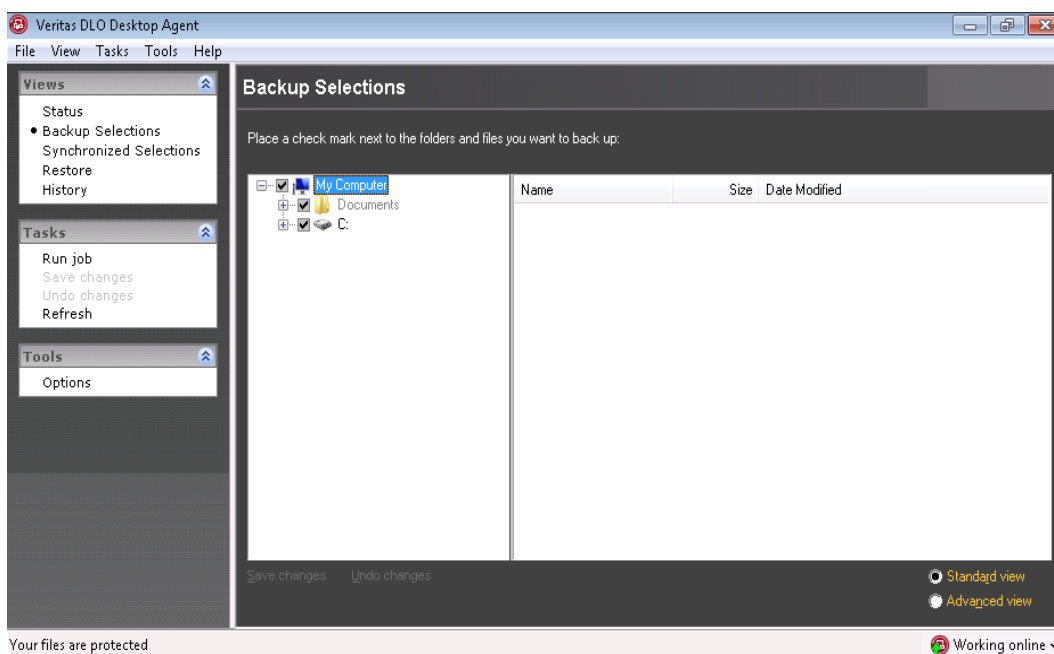 Veritas DLO Desktop Agent
File View Tasks Tools Help
Views
Status
Backup Selections
Synchronized Selections
Restore
History
Tasks
Run job
Save changes
Undo changes
Refresh
Tools
Options
Backup Selections
Place a check mark next to the folders and files you want to back up:
My Computer
Documents
C:
Name Size Date Modified
Save changes Undo changes
Standard view
Advanced view
Your files are protected
Working online